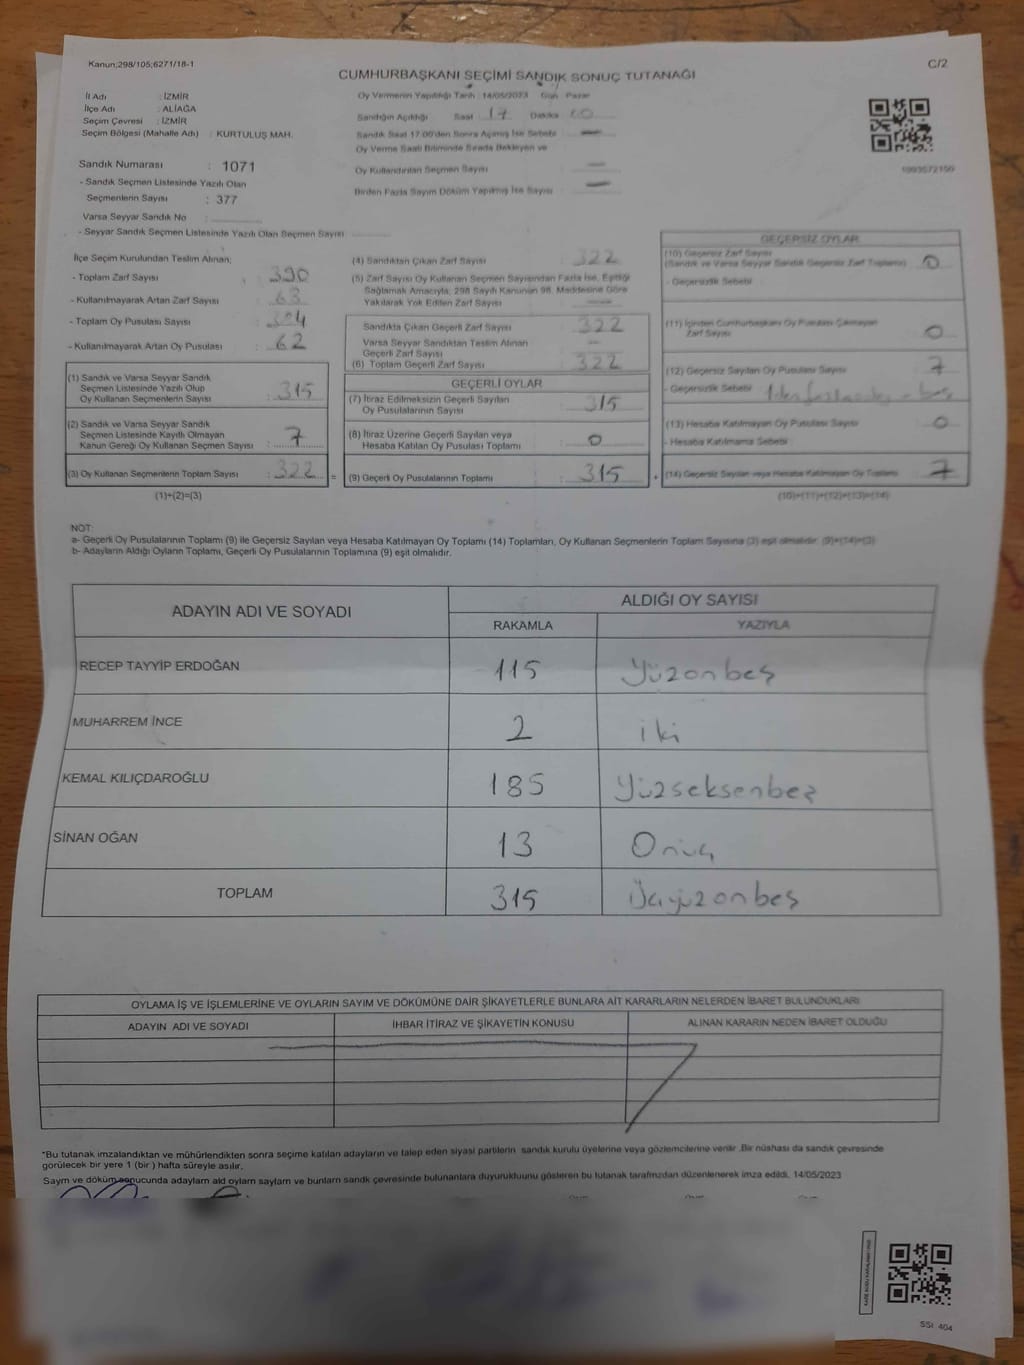 Kanun;298/105;6271/18-1
C/2
CUMHURBAŞKANI SEÇİMİ SANDIK SONUÇ TUTANAĞI
İl Adı : İZMİR
İlçe Adı : ALİAĞA
Seçim Çevresi : İZMİR
Seçim Bölgesi (Mahalle Adı) : KURTULUŞ MAH.
Sandık Numarası : 1071
- Sandık Seçmen Listesinde Yazılı Olan
Seçmenlerin Sayısı : 377
Varsa Seyyar Sandık No :
- Seyyar Sandık Seçmen Listesinde Yazılı Olan Seçmen Sayısı:
Oy Vermenin Yapıldığı Tarih : 14/05/2023 Gün : Pazar
Sandığın Açıldığı Saat : 17 Dakika
Sandık Saat 17.00'den Sonra Açılmış İse Sebebi :
Oy Verme Saati Bitiminde Sırada Bekleyen ve
Oy Kullandırılan Seçmen Sayısı
Birden Fazla Sayım Döküm Yapılmış İse Sayısı :
1093572150
İlçe Seçim Kurulundan Teslim Alınan;
- Toplam Zarf Sayısı : 390
- Kullanılmayarak Artan Zarf Sayısı : 63
- Toplam Oy Pusulası Sayısı : 384
- Kullanılmayarak Artan Oy Pusulası : 62
(1) Sandık ve Varsa Seyyar Sandık
Seçmen Listesinde Yazılı Olup
Oy Kullanan Seçmenlerin Sayısı : 315
(2) Sandık ve Varsa Seyyar Sandık
Seçmen Listesinde Kayıtlı Olmayan
Kanun Gereği Oy Kullanan Seçmen Sayısı : 7
(3) Oy Kullanan Seçmenlerin Toplam Sayısı : 322 =
(1)+(2)=(3)
(4) Sandıktan Çıkan Zarf Sayısı : 322
(5) Zarf Sayısı Oy Kullanan Seçmen Sayısından Fazla İse, Eşitliği
Sağlamak Amacıyla, 298 Sayılı Kanunun 98. Maddesine Göre
Yakılarak Yok Edilen Zarf Sayısı :
Sandıkta Çıkan Geçerli Zarf Sayısı : 322
Varsa Seyyar Sandıktan Teslim Alınan
Geçerli Zarf Sayısı
(6) Toplam Geçerli Zarf Sayısı : 322
GEÇERLİ OYLAR
(7) İtiraz Edilmeksizin Geçerli Sayılan
Oy Pusulalarının Sayısı : 315
(8) İtiraz Üzerine Geçerli Sayılan veya
Hesaba Katılan Oy Pusulası Toplamı : 0
(9) Geçerli Oy Pusulalarının Toplamı : 315 +
GEÇERSİZ OYLAR
(10) Geçersiz Zarf Sayısı
(Sandık ve Varsa Seyyar Sandık Geçersiz Zarf Toplamı) : 0
- Geçersizlik Sebebi :
(11) İçinden Cumhurbaşkanı Oy Pusulası Çıkmayan
Zarf Sayısı : 0
(12) Geçersiz Sayılan Oy Pusulası Sayısı : 7
- Geçersizlik Sebebi :
(13) Hesaba Katılmayan Oy Pusulası Sayısı : 0
- Hesaba Katılmama Sebebi :
(14) Geçersiz Sayılan veya Hesaba Katılmayan Oy Toplamı : 7
(10)+(11)+(12)+(13)=(14)
NOT:
a- Geçerli Oy Pusulalarının Toplamı (9) ile Geçersiz Sayılan veya Hesaba Katılmayan Oy Toplamı (14) Toplamları, Oy Kullanan Seçmenlerin Toplam Sayısına (3) eşit olmalıdır. (9)+(14)=(3)
b- Adayların Aldığı Oyların Toplamı, Geçerli Oy Pusulalarının Toplamına (9) eşit olmalıdır.
ADAYIN ADI VE SOYADI
ALDIĞI OY SAYISI
RAKAMLA YAZIYLA
RECEP TAYYİP ERDOĞAN 115 Yüzonbeş
MUHARREM İNCE 2 iki
KEMAL KILIÇDAROĞLU 185 Yüzseksenbeş
SİNAN OĞAN 13 Onüç
TOPLAM 315 Üçyüzonbeş
OYLAMA İŞ VE İŞLEMLERİNE VE OYLARIN SAYIM VE DÖKÜMÜNE DAİR ŞİKAYETLERLE BUNLARA AİT KARARLARIN NELERDEN İBARET BULUNDUKLARI
ADAYIN ADI VE SOYADI İHBAR İTİRAZ VE ŞİKAYETİN KONUSU ALINAN KARARIN NEDEN İBARET OLDUĞU
*Bu tutanak imzalandıktan ve mühürlendikten sonra seçime katılan adayların ve talep eden siyasi partilerin sandık kurulu üyelerine veya gözlemcilerine verilir .Bir nüshası da sandık çevresinde
görülecek bir yere 1 (bir ) hafta süreyle asılır.
Sayım ve döküm sonucunda adayların aldı oyların sayıların ve bunların sandk çevresinde bulunanlara duyurukluunu gösteren bu tutanak tarafmzdan düzenlenerek imza edildi. 14/05/2023
SSI 404